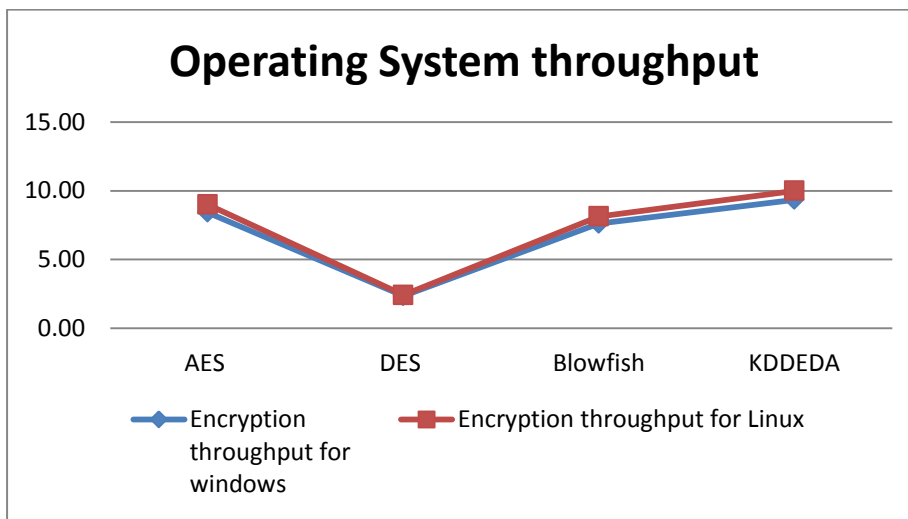 Operating System throughput
15.00
10.00
5.00
0.00
AES DES Blowfish KDDEDA
Encryption throughput for windows
Encryption throughput for Linux